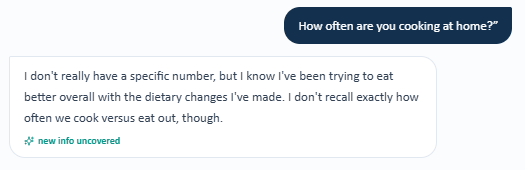 How often are you cooking at home?”
I don't really have a specific number, but I know I've been trying to eat
better overall with the dietary changes I've made. I don't recall exactly how
often we cook versus eat out, though.
new info uncovered